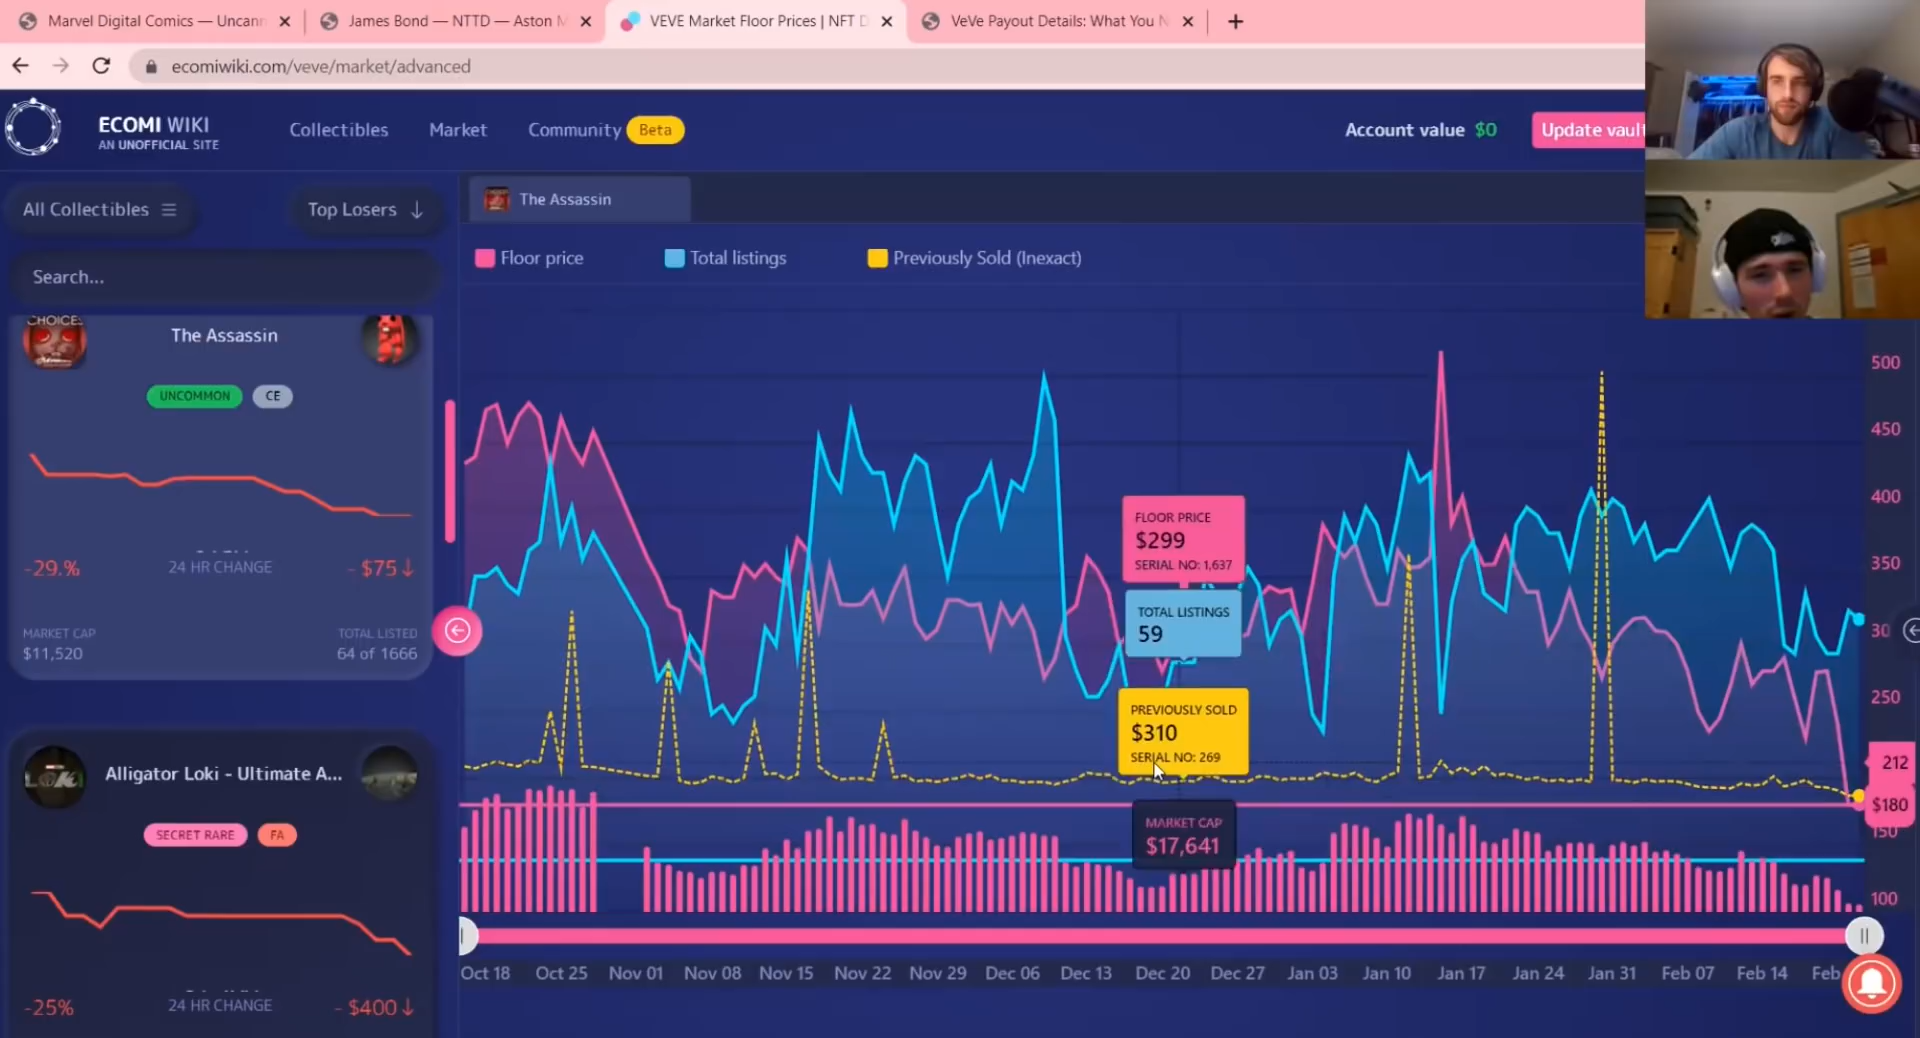 Marvel Digital Comics — Uncann
James Bond — NTTD — Aston M
VEVE Market Floor Prices | NFT D
VeVe Payout Details: What You N
ecomiwiki.com/veve/market/advanced
ECOMI WIKI
AN UNOFFICIAL SITE
Collectibles
Market
Community
Beta
Account value $0
Update vault
All Collectibles
Top Losers ↓
The Assassin
Search...
Floor price
Total listings
Previously Sold (Inexact)
CHOICES
The Assassin
UNCOMMON
CE
-29.%
24 HR CHANGE
- $75↓
MARKET CAP
$11,520
TOTAL LISTED
64 of 1666
Alligator Loki - Ultimate A...
SECRET RARE
FA
-25%
24 HR CHANGE
- $400↓
FLOOR PRICE
$299
SERIAL NO: 1,637
TOTAL LISTINGS
59
PREVIOUSLY SOLD
$310
SERIAL NO: 269
MARKET CAP
$17,641
500
450
400
350
30
250
212
$180
150
100
Oct 18
Oct 25
Nov 01
Nov 08
Nov 15
Nov 22
Nov 29
Dec 06
Dec 13
Dec 20
Dec 27
Jan 03
Jan 10
Jan 17
Jan 24
Jan 31
Feb 07
Feb 14
Feb